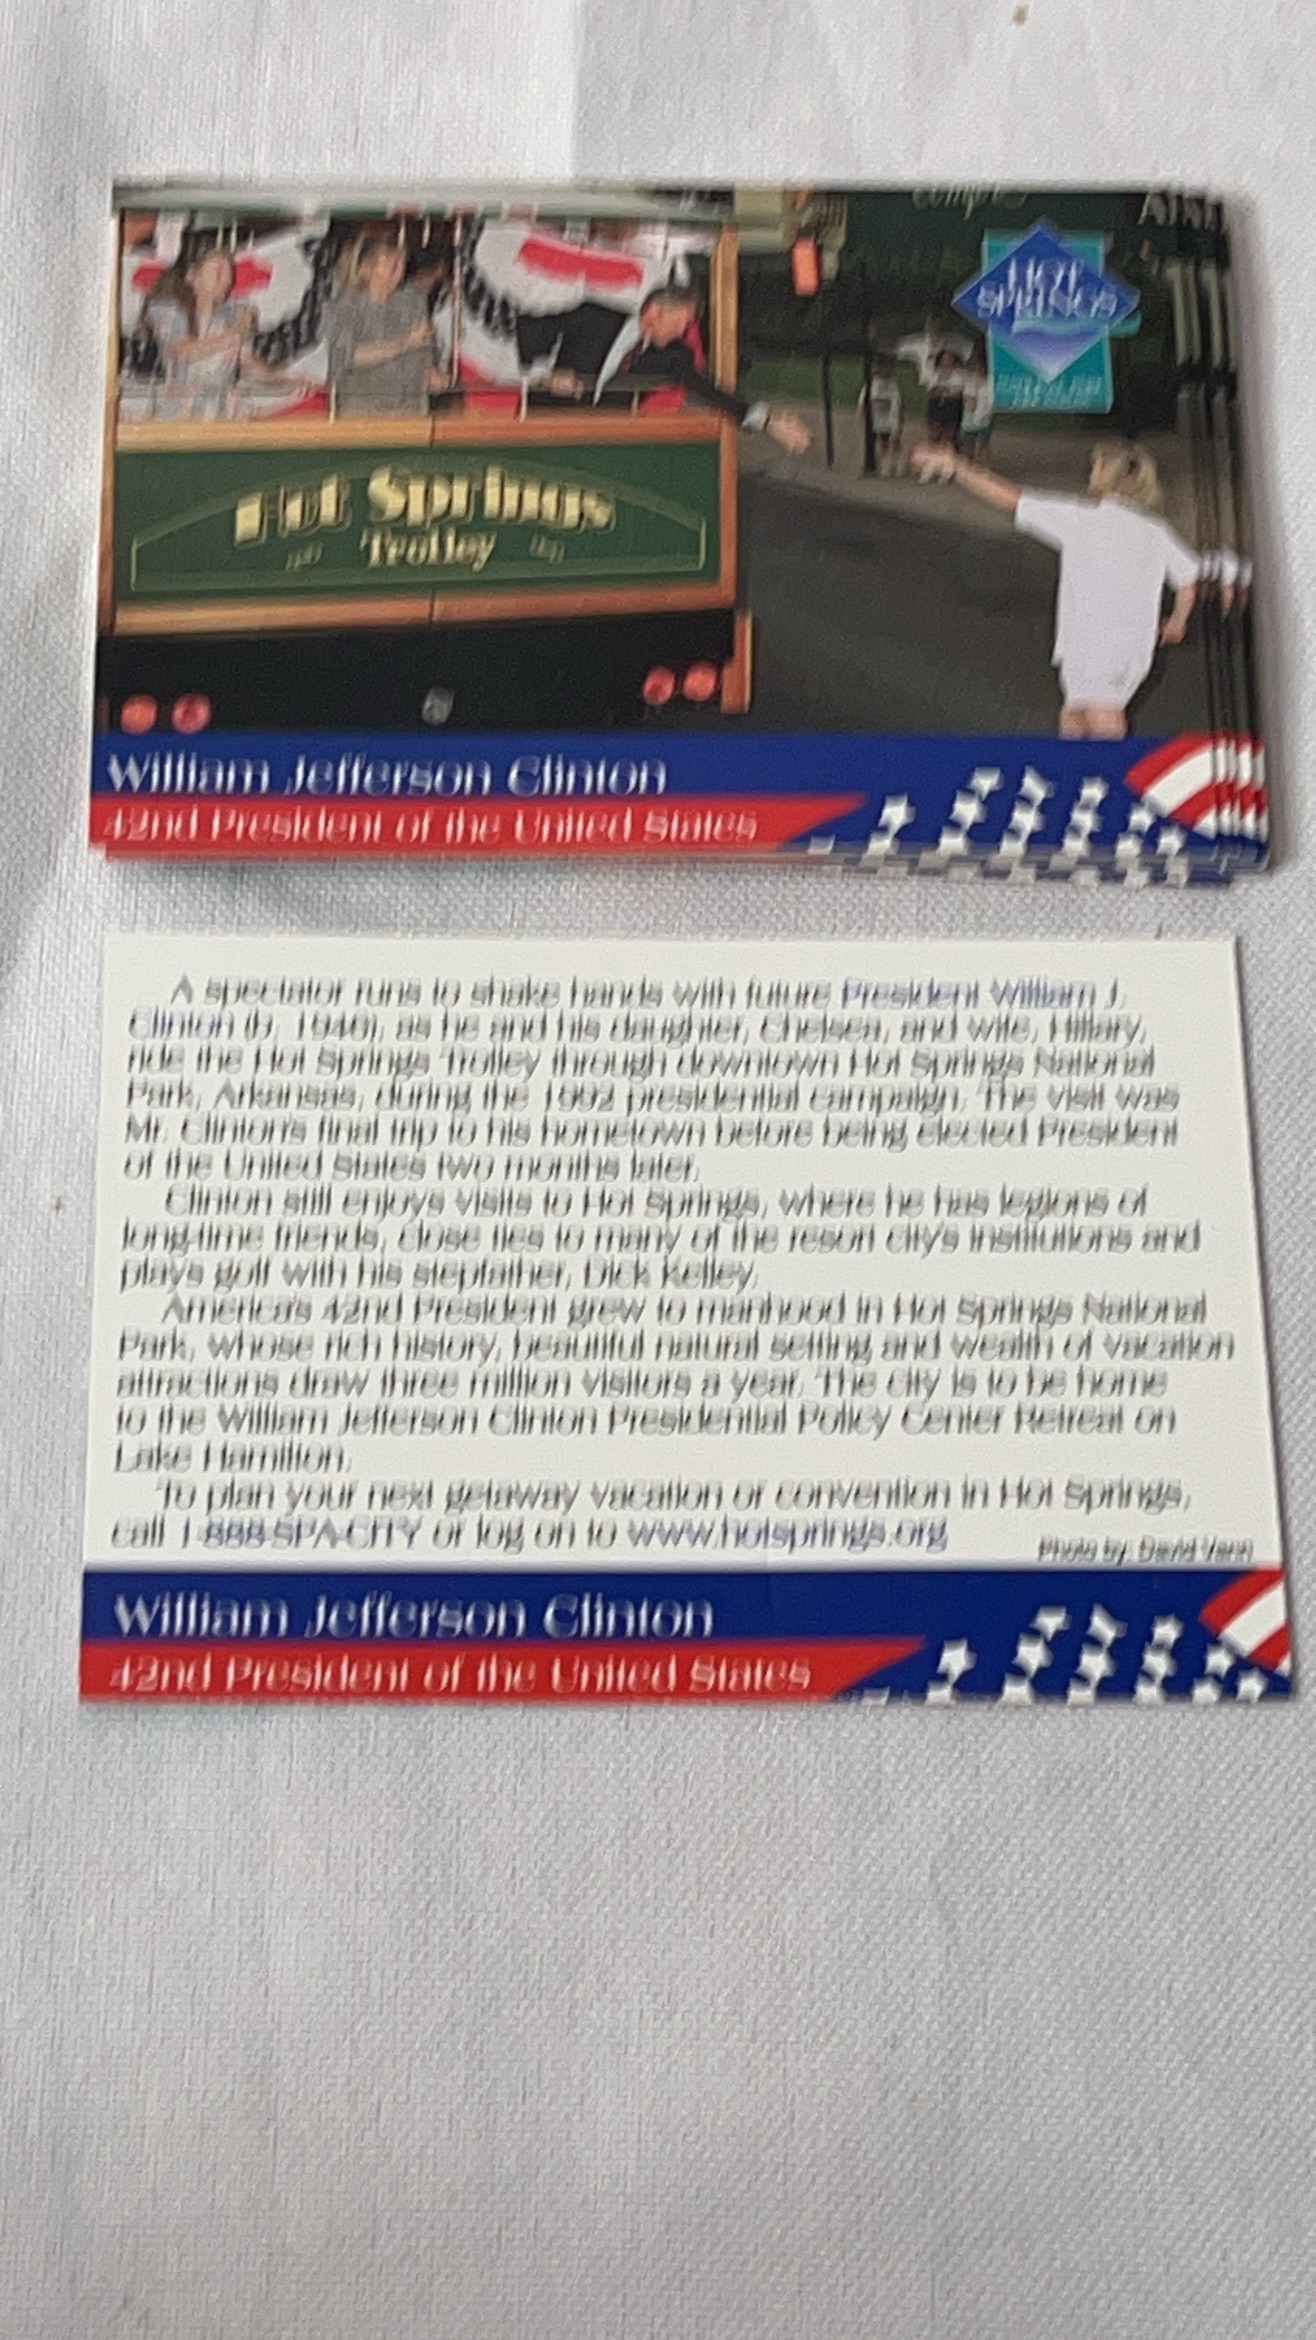 HOT
SPRINGS
Hot Springs
Trolley
William Jefferson Clinton
42nd President of the United States
A spectator runs to shake hands with future President William J.
Clinton (b. 1946), as he and his daughter, Chelsea, and wife, Hillary,
ride the Hot Springs Trolley through downtown Hot Springs National
Park, Arkansas, during the 1992 presidential campaign. The visit was
Mr. Clinton's final trip to his hometown before being elected President
of the United States two months later.
Clinton still enjoys visits to Hot Springs, where he has legions of
long-time friends, close ties to many of the resort city's institutions and
plays golf with his stepfather, Dick Kelley.
America's 42nd President grew to manhood in Hot Springs National
Park, whose rich history, beautiful natural setting and wealth of vacation
attractions draw three million visitors a year. The city is to be home
to the William Jefferson Clinton Presidential Policy Center Retreat on
Lake Hamilton.
To plan your next getaway vacation or convention in Hot Springs,
call 1-888-SPA-CITY or log on to www.hotsprings.org
Photo by: David Vann
William Jefferson Clinton
42nd President of the United States